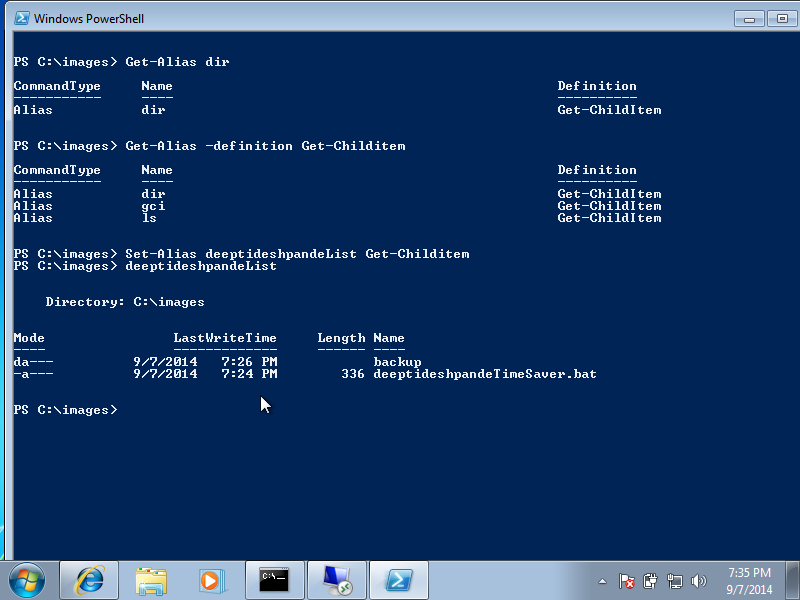 Windows PowerShell
PS C:\images> Get-Alias dir
CommandType Name Definition
----------- ---- ----------
Alias dir Get-ChildItem
PS C:\images> Get-Alias -definition Get-Childitem
CommandType Name Definition
----------- ---- ----------
Alias dir Get-ChildItem
Alias gci Get-ChildItem
Alias ls Get-ChildItem
PS C:\images> Set-Alias deeptideshpandeList Get-Childitem
PS C:\images> deeptideshpandeList
Directory: C:\images
Mode LastWriteTime Length Name
---- ------------- ------ ----
da--- 9/7/2014 7:26 PM backup
-a--- 9/7/2014 7:24 PM 336 deeptideshpandeTimeSaver.bat
PS C:\images>
C:\_
7:35 PM
9/7/2014